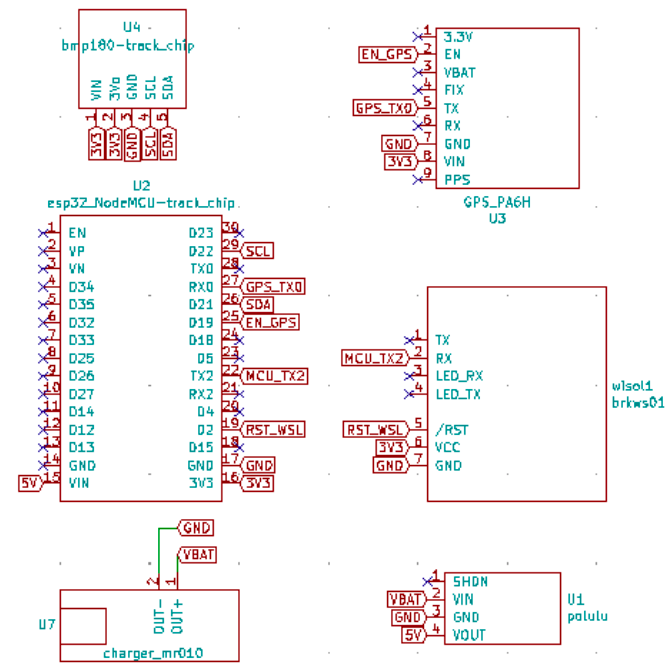 U4
bmp180-track_chip
VIN
3Vo
GND
SCL
SDA
1
2
3
4
5
3V3
3V3
GND
SCL
SDA
1 3.3V
EN_GPS 2 EN
3 VBAT
4 FIX
GPS_TX0 5 TX
6 RX
GND 7 GND
3V3 8 VIN
9 PPS
GPS_PA6H
U3
U2
esp32_NodeMCU-track_chip
1 EN D23 30
2 VP D22 29 SCL
3 VN TX0 28
4 D34 RX0 27 GPS_TX0
5 D35 D21 26 SDA
6 D32 D19 25 EN_GPS
7 D33 D18 24
8 D25 D5 23
9 D26 TX2 22 MCU_TX2
10 D27 RX2 21
11 D14 D4 20
12 D12 D2 19 RST_WSL
13 D13 D15 18
14 GND GND 17 GND
5V 15 VIN 3V3 16 3V3
1 TX
MCU_TX2 2 RX
3 LED_RX
4 LED_TX
RST_WSL 5 /RST
3V3 6 VCC
GND 7 GND
wisol1
brkws01
GND
VBAT
2
1
OUT-
OUT+
U7
charger_mr010
1 SHDN
VBAT 2 VIN
GND 3 GND
5V 4 VOUT
U1
polulu